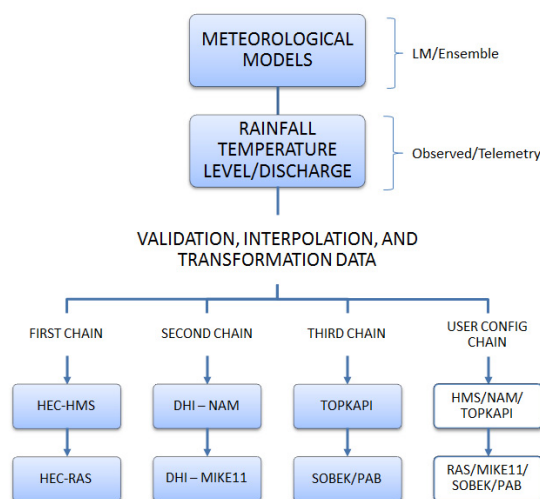 METEOROLOGICAL
MODELS
LM/Ensemble
RAINFALL
TEMPERATURE
LEVEL/DISCHARGE
Observed/Telemetry
VALIDATION, INTERPOLATION, AND
TRANSFORMATION DATA
FIRST CHAIN
SECOND CHAIN
THIRD CHAIN
USER CONFIG
CHAIN
HEC-HMS
DHI – NAM
TOPKAPI
HMS/NAM/
TOPKAPI
HEC-RAS
DHI – MIKE11
SOBEK/PAB
RAS/MIKE11/
SOBEK/PAB